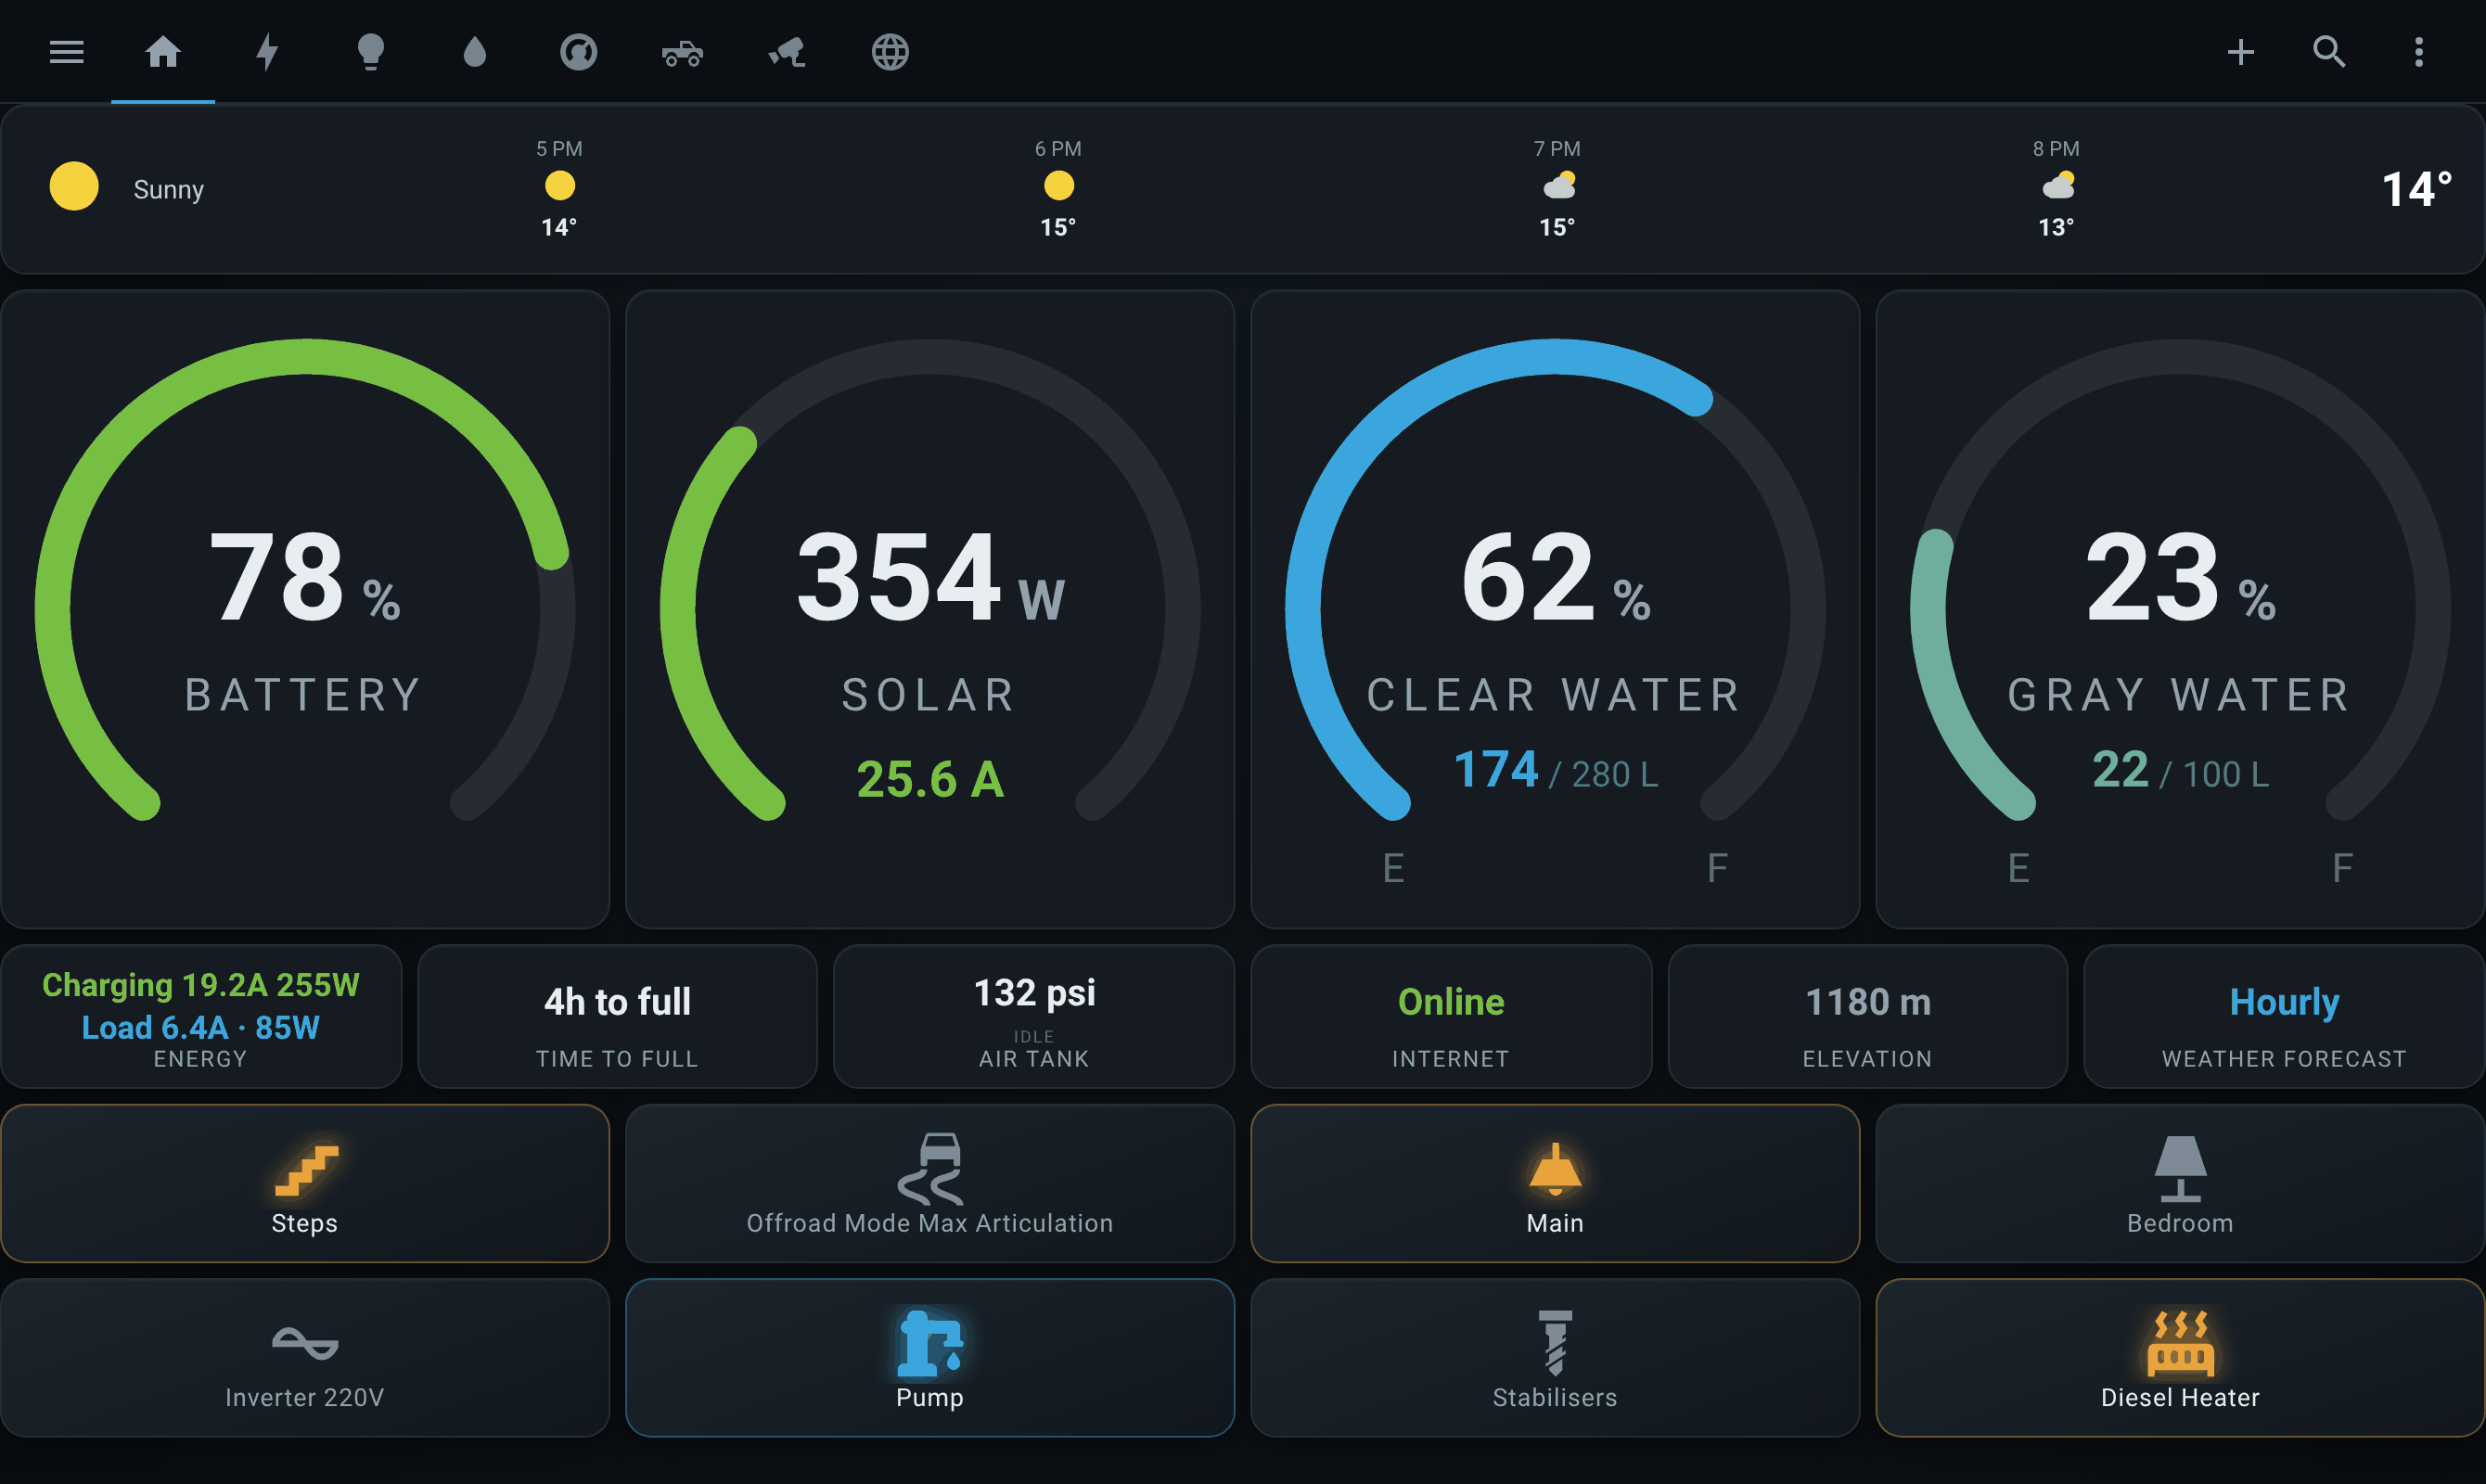 Sunny
5 PM
14°
6 PM
15°
7 PM
15°
8 PM
13°
14°
78 %
BATTERY
354 W
SOLAR
25.6 A
62 %
CLEAR WATER
174 / 280 L
E F
23 %
GRAY WATER
22 / 100 L
E F
Charging 19.2A 255W
Load 6.4A · 85W
ENERGY
4h to full
TIME TO FULL
132 psi
IDLE
AIR TANK
Online
INTERNET
1180 m
ELEVATION
Hourly
WEATHER FORECAST
Steps
Offroad Mode Max Articulation
Main
Bedroom
Inverter 220V
Pump
Stabilisers
Diesel Heater